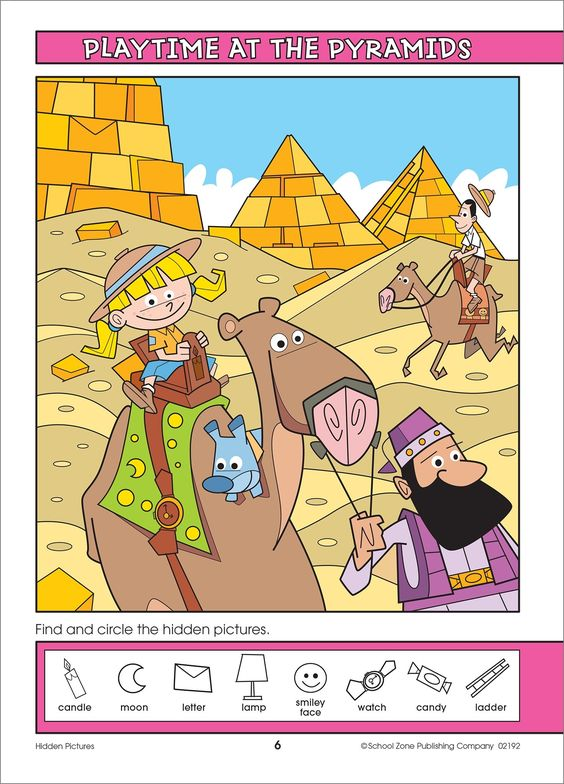 PLAYTIME AT THE PYRAMIDS
Find and circle the hidden pictures.
candle moon letter lamp smiley face watch candy ladder
Hidden Pictures 6 ©School Zone Publishing Company 02192